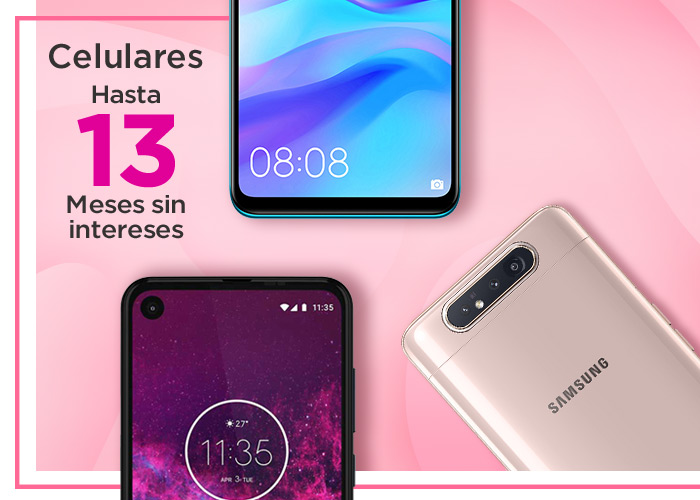 Celulares
Hasta
13
Meses sin
intereses
08:08
11:35
27°
11:35
APR 3 TUE
SAMSUNG